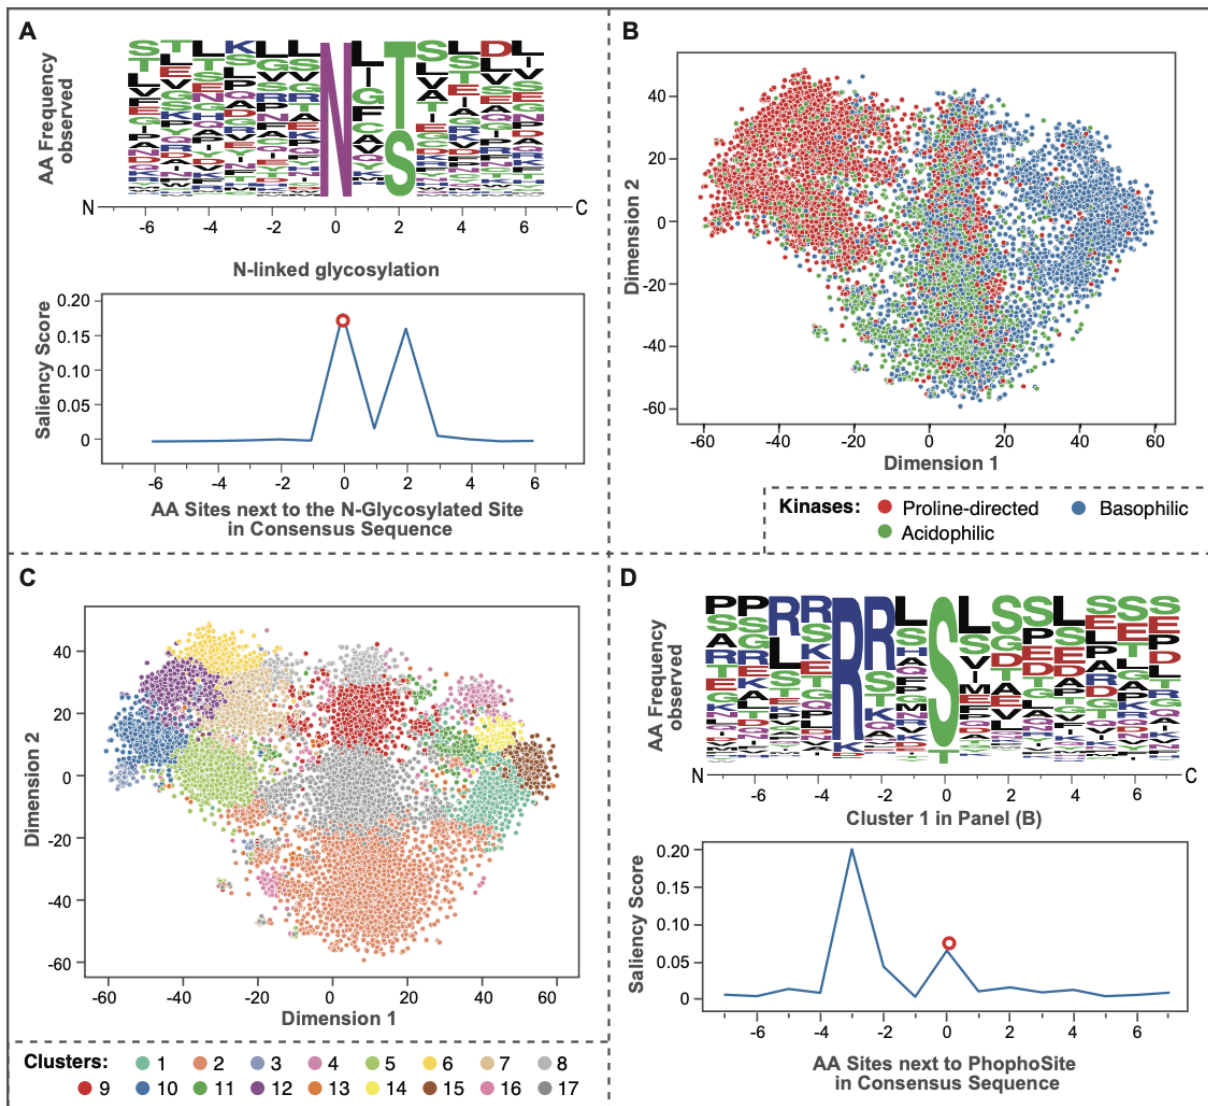 A
AA Frequency
observed
N
C
-6
-4
-2
0
2
4
6
N-linked glycosylation
Saliency Score
0.20
0.15
0.10
0.05
0
-6
-4
-2
0
2
4
6
AA Sites next to the N-Glycosylated Site
in Consensus Sequence
B
Dimension 2
40
20
0
-20
-40
-60
-60
-40
-20
0
20
40
60
Dimension 1
Kinases:
Proline-directed
Basophilic
Acidophilic
C
Dimension 2
40
20
0
-20
-40
-60
-60
-40
-20
0
20
40
60
Dimension 1
Clusters:
1 2 3 4 5 6 7 8
9 10 11 12 13 14 15 16 17
D
AA Frequency
observed
N
C
-6
-4
-2
0
2
4
6
Cluster 1 in Panel (B)
Saliency Score
0.20
0.15
0.10
0.05
0
-6
-4
-2
0
2
4
6
AA Sites next to PhophoSite
in Consensus Sequence